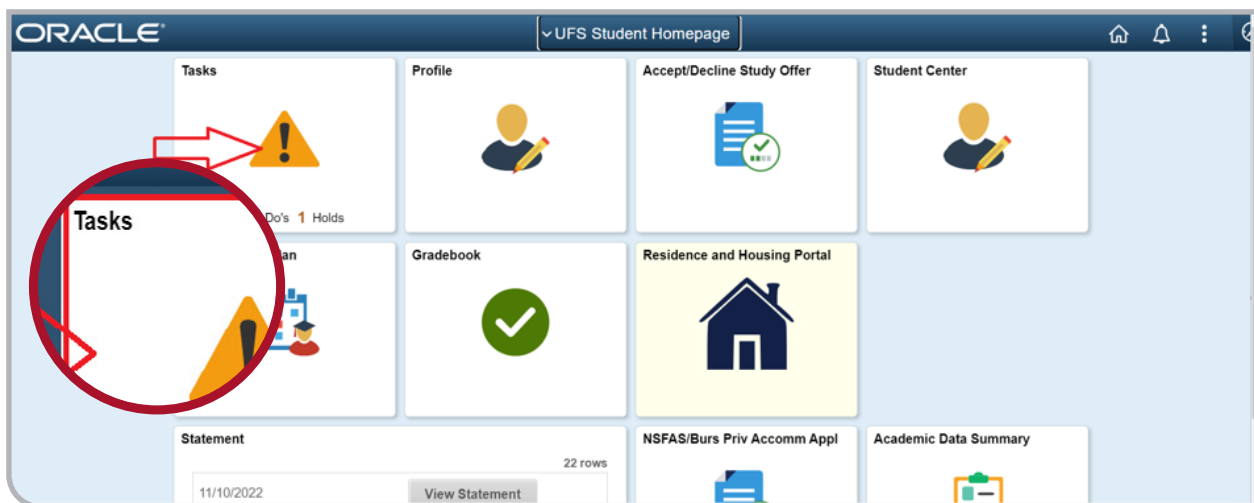 ORACLE
UFS Student Homepage
Tasks
Profile
Accept/Decline Study Offer
Student Center
Do's 1 Holds
Tasks
an
Gradebook
Residence and Housing Portal
Statement
NSFAS/Burs Priv Accomm Appl
Academic Data Summary
22 rows
11/10/2022
View Statement